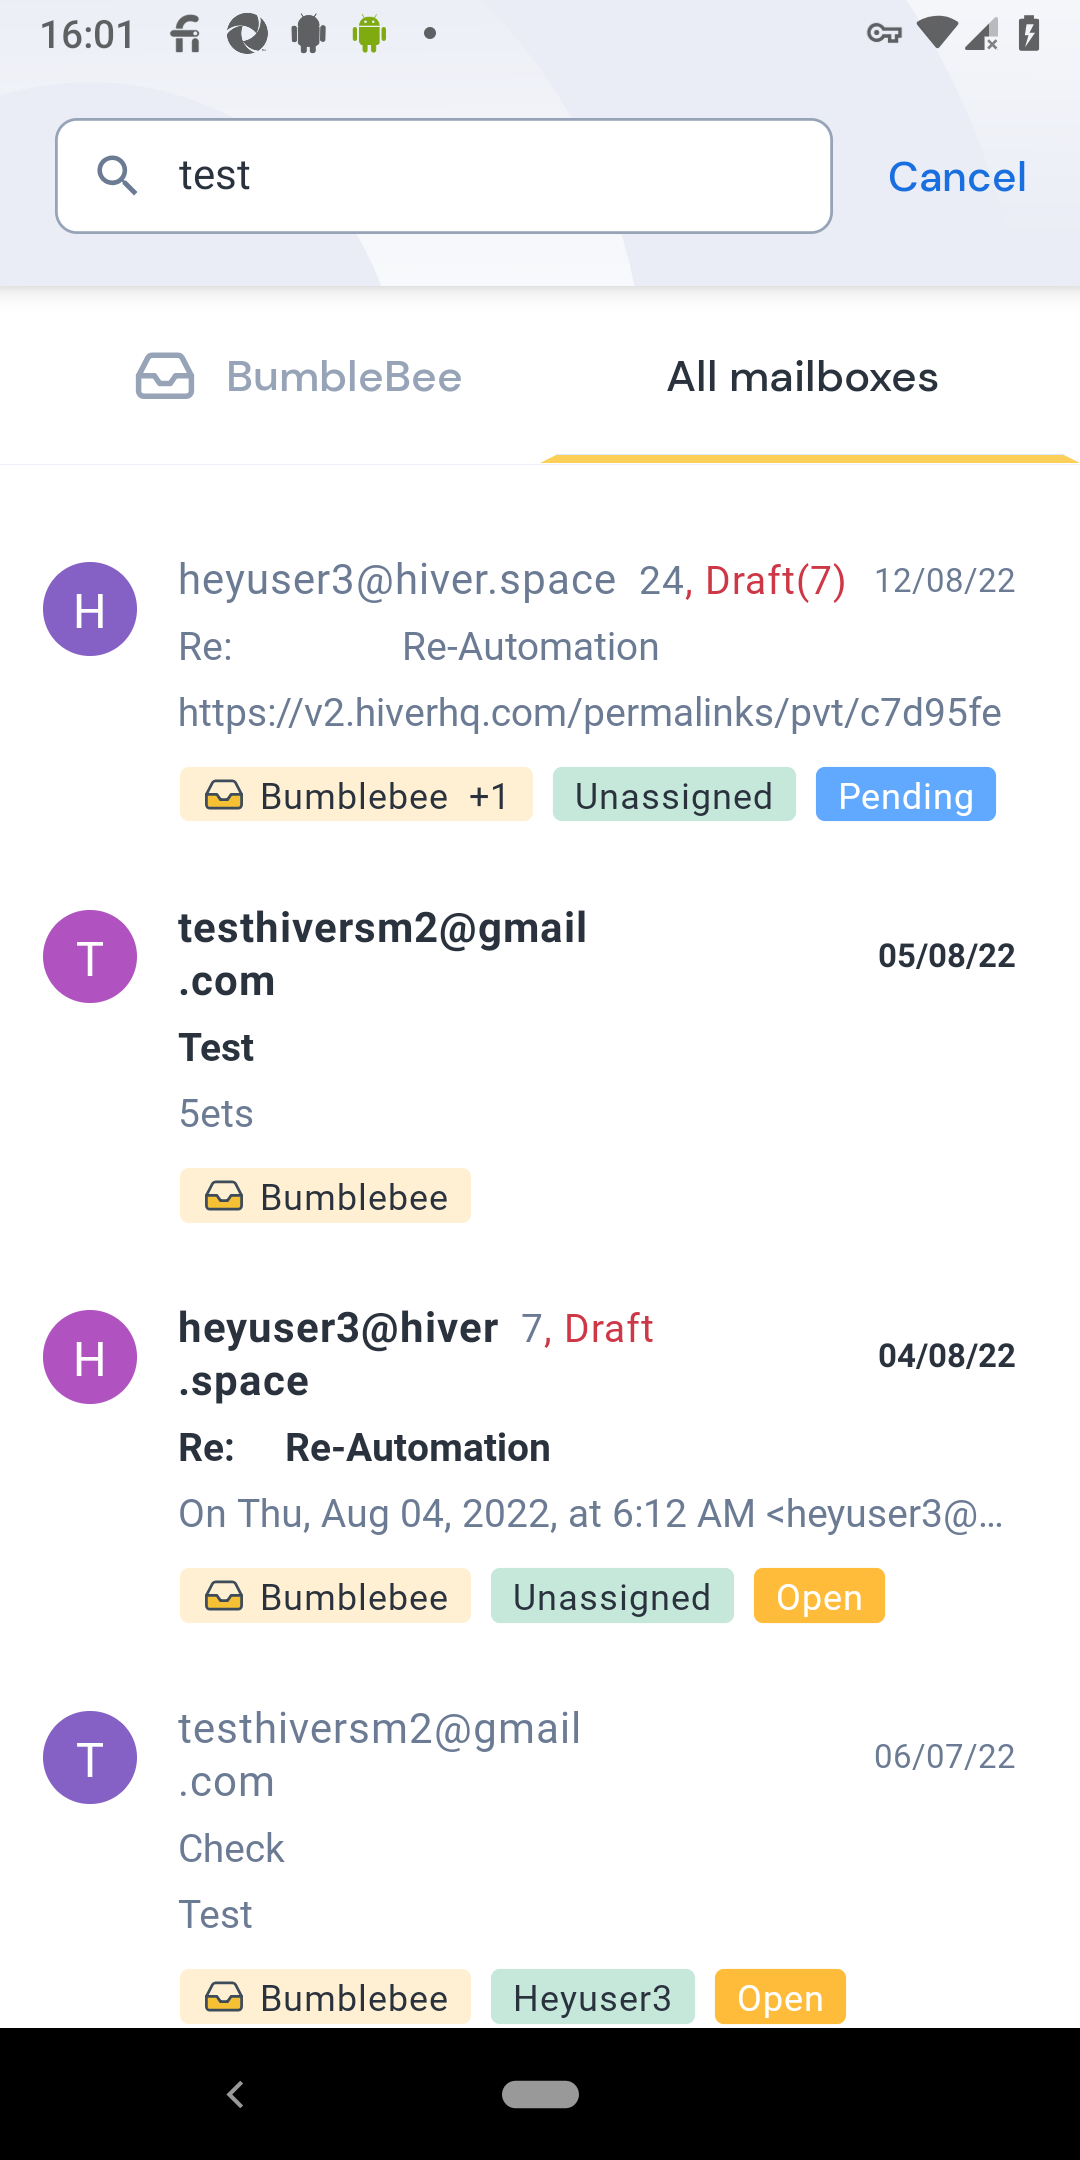 16:01
test
Cancel
BumbleBee All mailboxes
H
heyuser3@hiver.space 24, Draft(7) 12/08/22
Re: Re-Automation
https://v2.hiverhq.com/permalinks/pvt/c7d95fe
Bumblebee +1 Unassigned Pending
T
testhiversm2@gmail
.com
05/08/22
Test
5ets
Bumblebee
H
heyuser3@hiver 7, Draft
.space
04/08/22
Re: Re-Automation
On Thu, Aug 04, 2022, at 6:12 AM <heyuser3@...
Bumblebee Unassigned Open
T
testhiversm2@gmail
.com
06/07/22
Check
Test
Bumblebee Heyuser3 Open